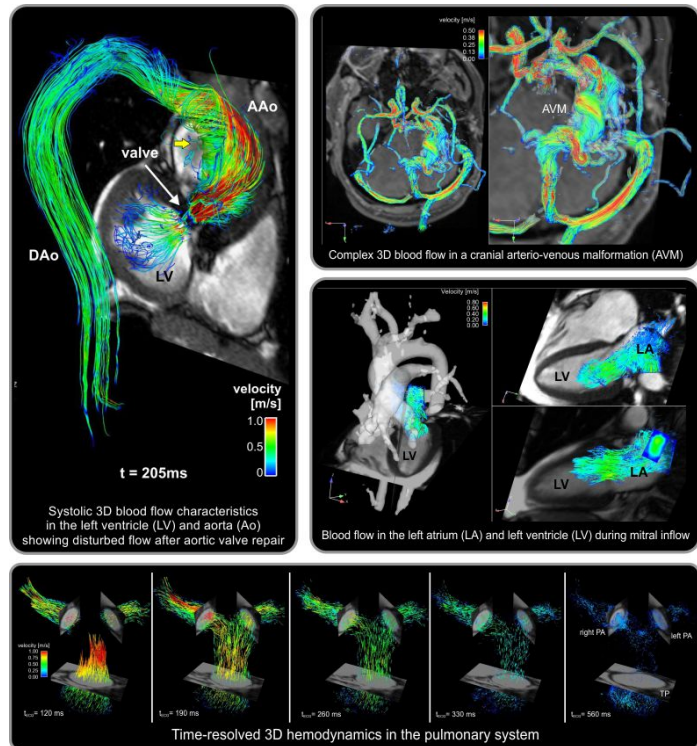 AAo
valve
DAo
LV
velocity
[m/s]
1.0
0.5
0
t = 205ms
Systolic 3D blood flow characteristics
in the left ventricle (LV) and aorta (Ao)
showing disturbed flow after aortic valve repair
velocity [m/s]
0.50
0.38
0.25
0.13
0.00
AVM
Complex 3D blood flow in a cranial arterio-venous malformation (AVM)
Velocity [m/s]
0.80
0.60
0.40
0.20
0.00
LV
LV
LA
LV
LA
Blood flow in the left atrium (LA) and left ventricle (LV) during mitral inflow
velocity [m/s]
1.00
0.75
0.50
0.25
0.00
right PA
left PA
TP
tECG= 120 ms
tECG= 190 ms
tECG= 260 ms
tECG= 330 ms
tECG= 560 ms
Time-resolved 3D hemodynamics in the pulmonary system